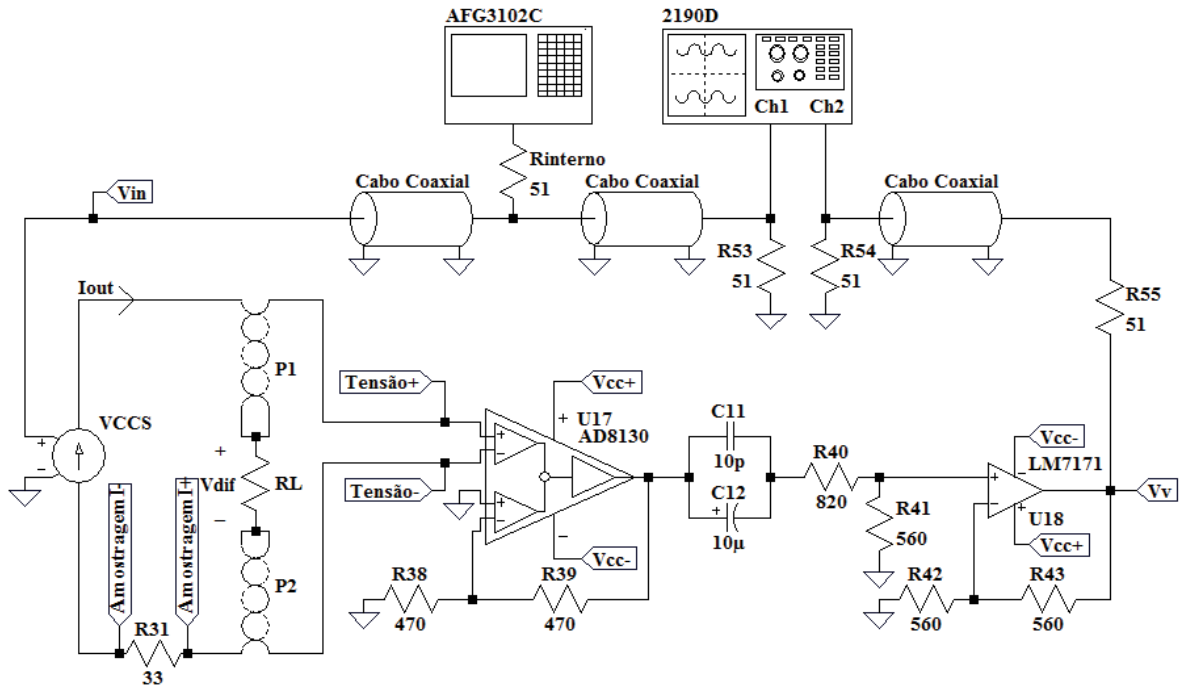 AFG3102C
2190D
Ch1 Ch2
Rinterno
51
Vin
Cabo Coaxial
Cabo Coaxial
Cabo Coaxial
R53
51
R54
51
R55
51
Iout
P1
Tensão+
Tensão-
VCCS
+
-
+
Vdif
−
RL
P2
Amostragem I-
Amostragem I+
R31
33
Vcc+
+
U17
AD8130
+
-
+
-
−
Vcc-
R38
470
R39
470
C11
10p
+
C12
10µ
R40
820
R41
560
Vcc-
−
LM7171
+
-
+
U18
Vcc+
Vv
R42
560
R43
560